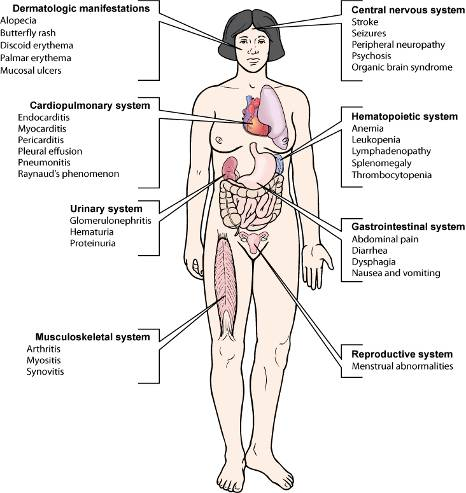 Dermatologic manifestations
Alopecia
Butterfly rash
Discoid erythema
Palmar erythema
Mucosal ulcers
Cardiopulmonary system
Endocarditis
Myocarditis
Pericarditis
Pleural effusion
Pneumonitis
Raynaud's phenomenon
Urinary system
Glomerulonephritis
Hematuria
Proteinuria
Musculoskeletal system
Arthritis
Myositis
Synovitis
Central nervous system
Stroke
Seizures
Peripheral neuropathy
Psychosis
Organic brain syndrome
Hematopoietic system
Anemia
Leukopenia
Lymphadenopathy
Splenomegaly
Thrombocytopenia
Gastrointestinal system
Abdominal pain
Diarrhea
Dysphagia
Nausea and vomiting
Reproductive system
Menstrual abnormalities